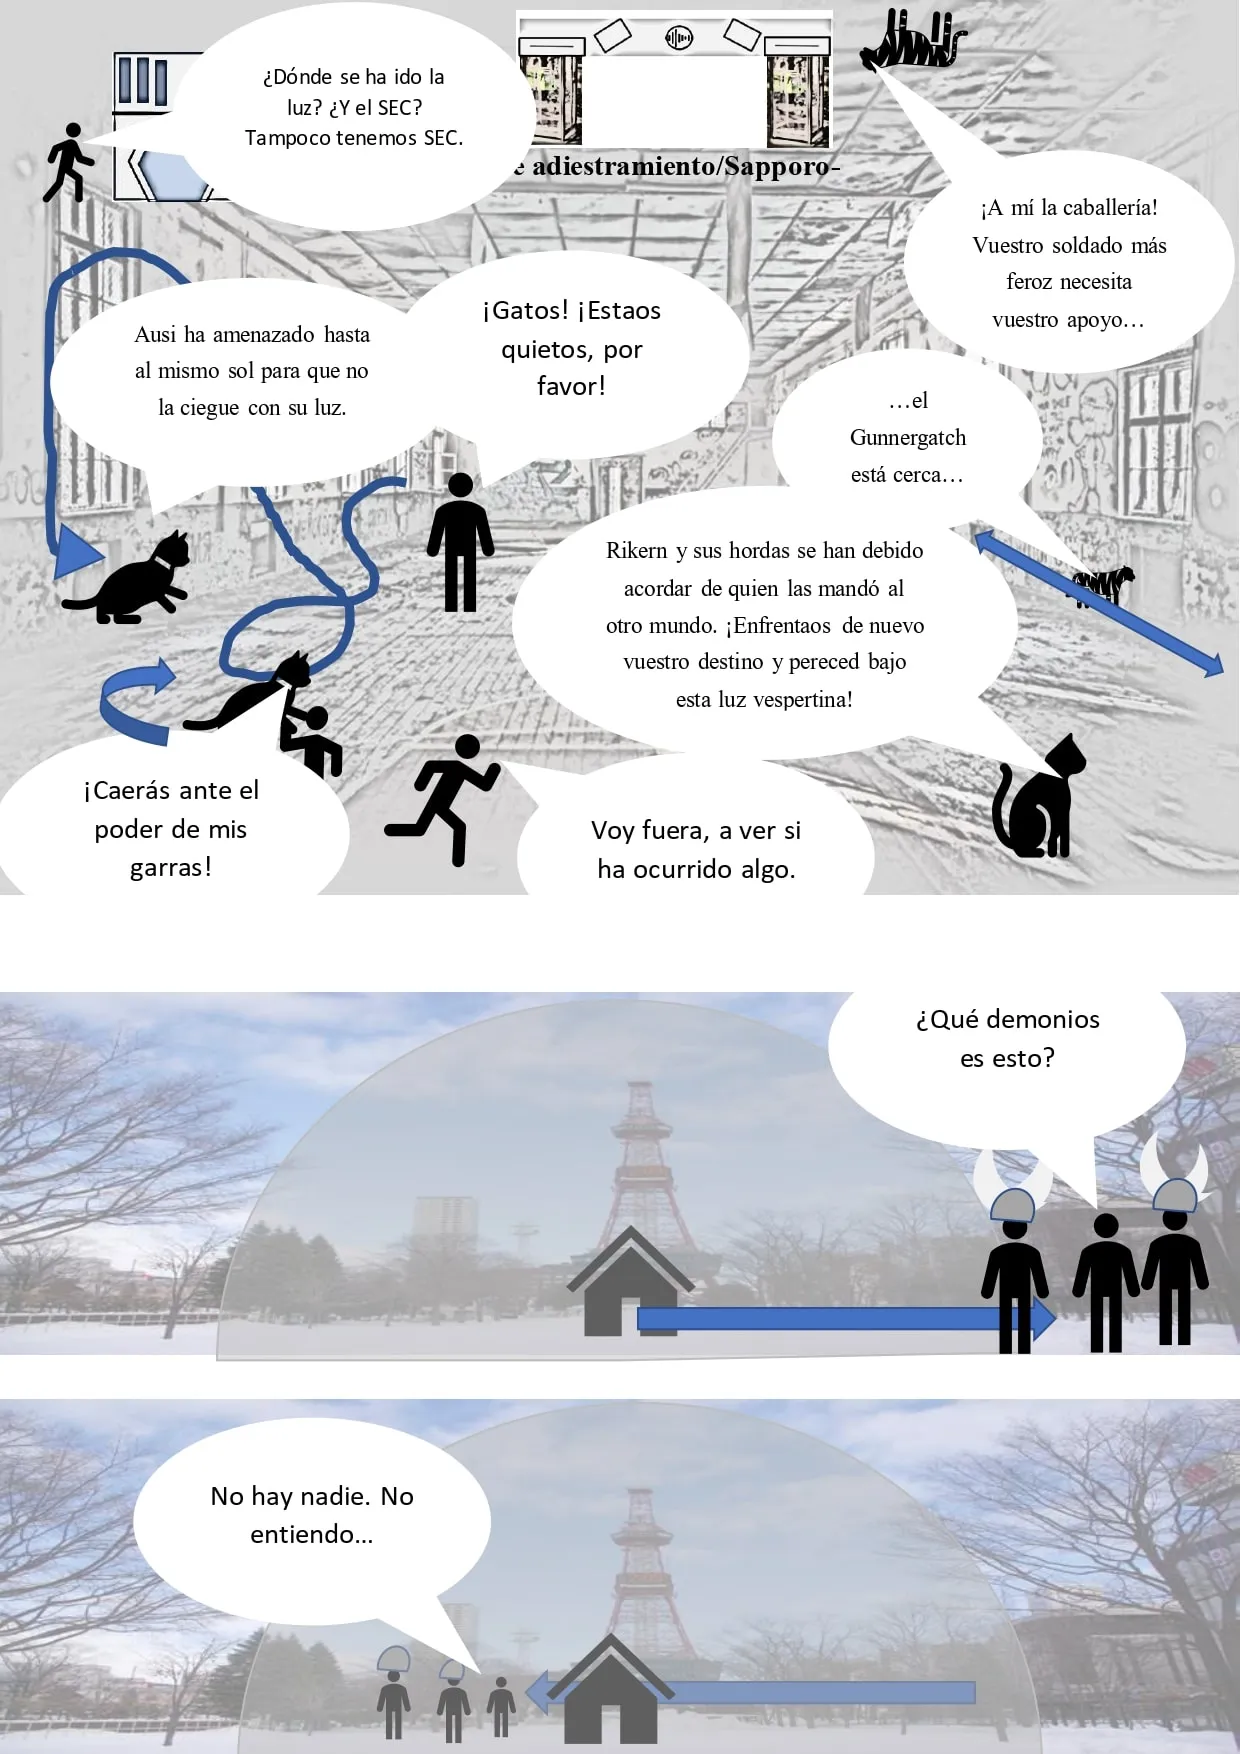 ¿Dónde se ha ido la
luz? ¿Y el SEC?
Tampoco tenemos SEC.
adiestramiento/Sapporo-
¡A mí la caballería!
Vuestro soldado más
feroz necesita
vuestro apoyo…
Ausi ha amenazado hasta
al mismo sol para que no
la ciegue con su luz.
¡Gatos! ¡Estaos
quietos, por
favor!
…el
Gunnergatch
está cerca…
Rikern y sus hordas se han debido
acordar de quien las mandó al
otro mundo. ¡Enfrentaos de nuevo
vuestro destino y pereced bajo
esta luz vespertina!
¡Caerás ante el
poder de mis
garras!
Voy fuera, a ver si
ha ocurrido algo.
¿Qué demonios
es esto?
No hay nadie. No
entiendo...